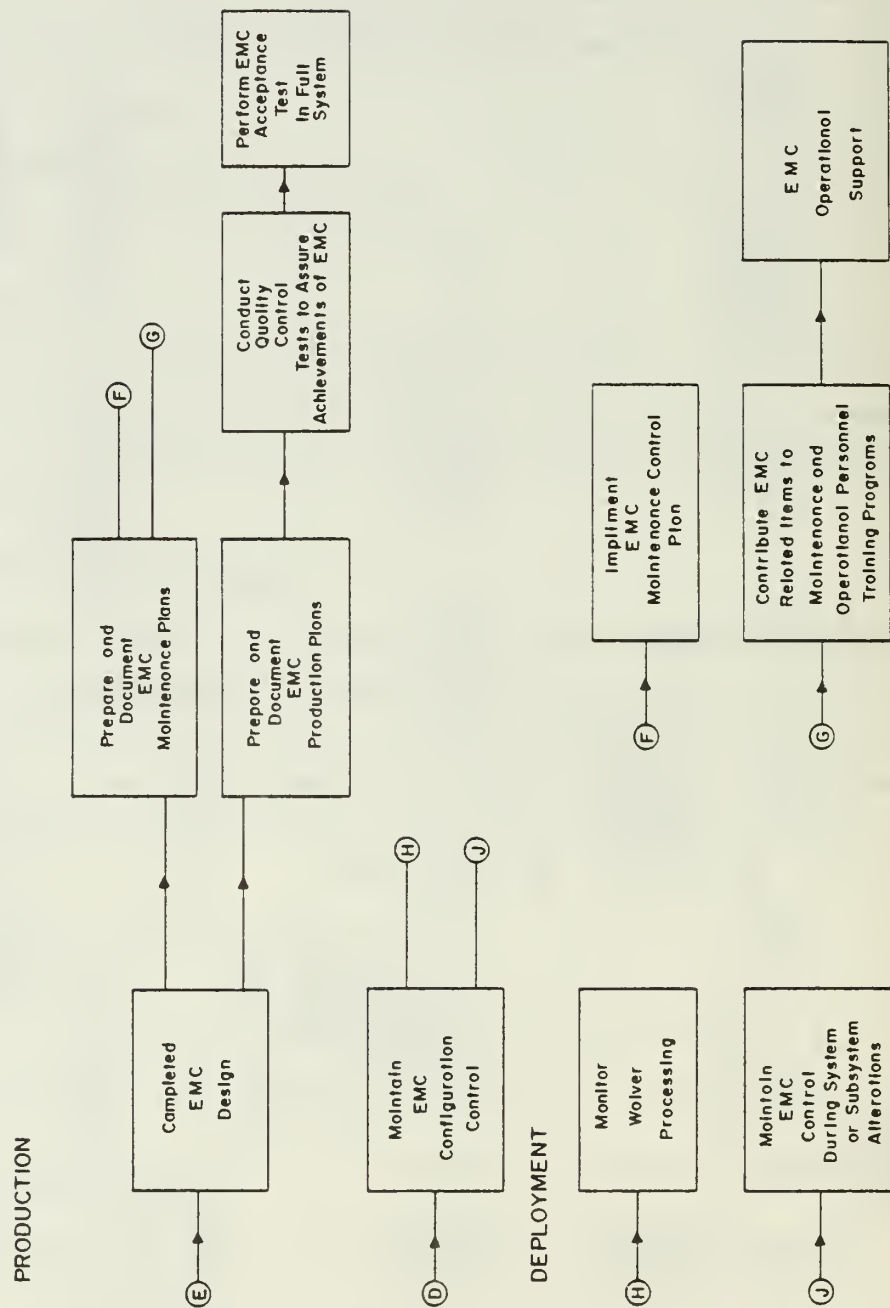 PRODUCTION
E
Completed
EMC
Design
Prepare and
Document
EMC
Maintenance Plans
F
G
Prepare and
Document
EMC
Production Plans
Conduct
Quality
Control
Tests to Assure
Achievements of EMC
Perform EMC
Acceptance
Test
In Full
System
D
Maintain
EMC
Configuration
Control
H
J
DEPLOYMENT
H
Monitor
Waiver
Processing
F
Impliment
EMC
Maintenance Control
Plan
J
Maintain
EMC
Control
During System
or Subsystem
Alterations
G
Contribute EMC
Related Items to
Maintenance and
Operational Personnel
Training Programs
EMC
Operational
Support